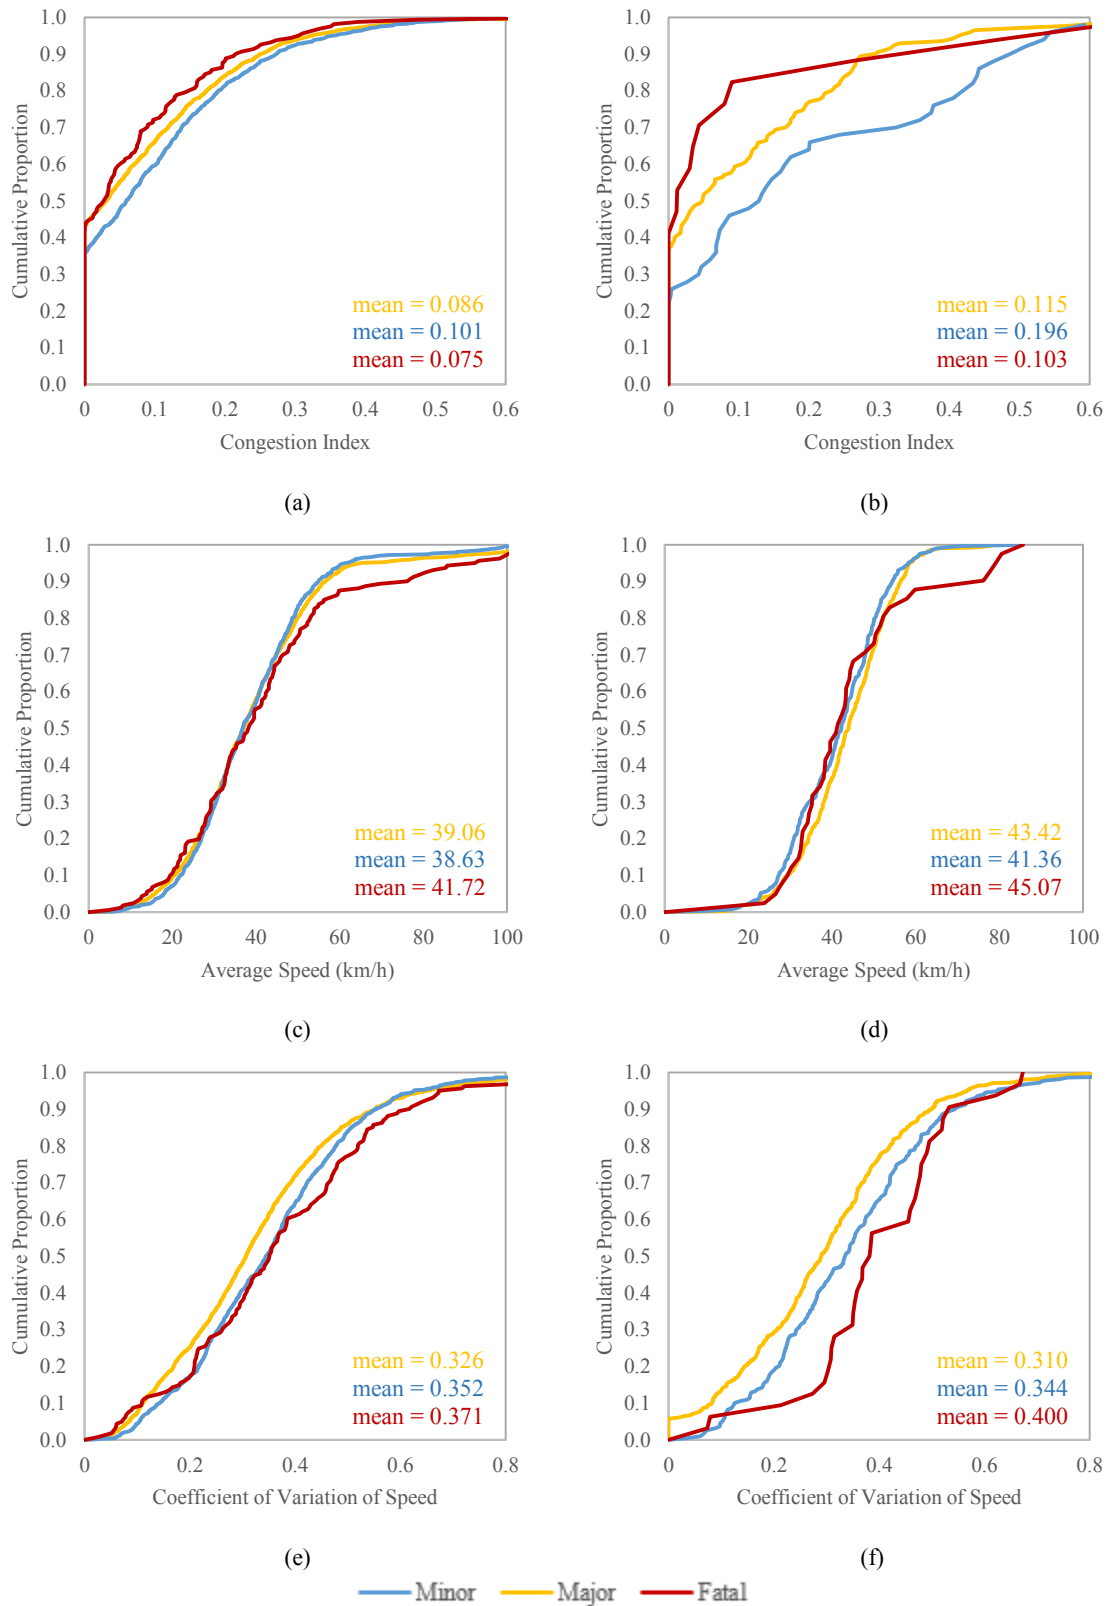 1.0
0.9
0.8
0.7
0.6
0.5
0.4
0.3
0.2
0.1
0.0
Cumulative Proportion
mean = 0.086
mean = 0.101
mean = 0.075
0 0.1 0.2 0.3 0.4 0.5 0.6
Congestion Index
(a)
1.0
0.9
0.8
0.7
0.6
0.5
0.4
0.3
0.2
0.1
0.0
Cumulative Proportion
mean = 0.115
mean = 0.196
mean = 0.103
0 0.1 0.2 0.3 0.4 0.5 0.6
Congestion Index
(b)
1.0
0.9
0.8
0.7
0.6
0.5
0.4
0.3
0.2
0.1
0.0
Cumulative Proportion
mean = 39.06
mean = 38.63
mean = 41.72
0 20 40 60 80 100
Average Speed (km/h)
(c)
1.0
0.9
0.8
0.7
0.6
0.5
0.4
0.3
0.2
0.1
0.0
Cumulative Proportion
mean = 43.42
mean = 41.36
mean = 45.07
0 20 40 60 80 100
Average Speed (km/h)
(d)
1.0
0.9
0.8
0.7
0.6
0.5
0.4
0.3
0.2
0.1
0.0
Cumulative Proportion
mean = 0.326
mean = 0.352
mean = 0.371
0 0.2 0.4 0.6 0.8
Coefficient of Variation of Speed
(e)
1.0
0.9
0.8
0.7
0.6
0.5
0.4
0.3
0.2
0.1
0.0
Cumulative Proportion
mean = 0.310
mean = 0.344
mean = 0.400
0 0.2 0.4 0.6 0.8
Coefficient of Variation of Speed
(f)
Minor Major Fatal